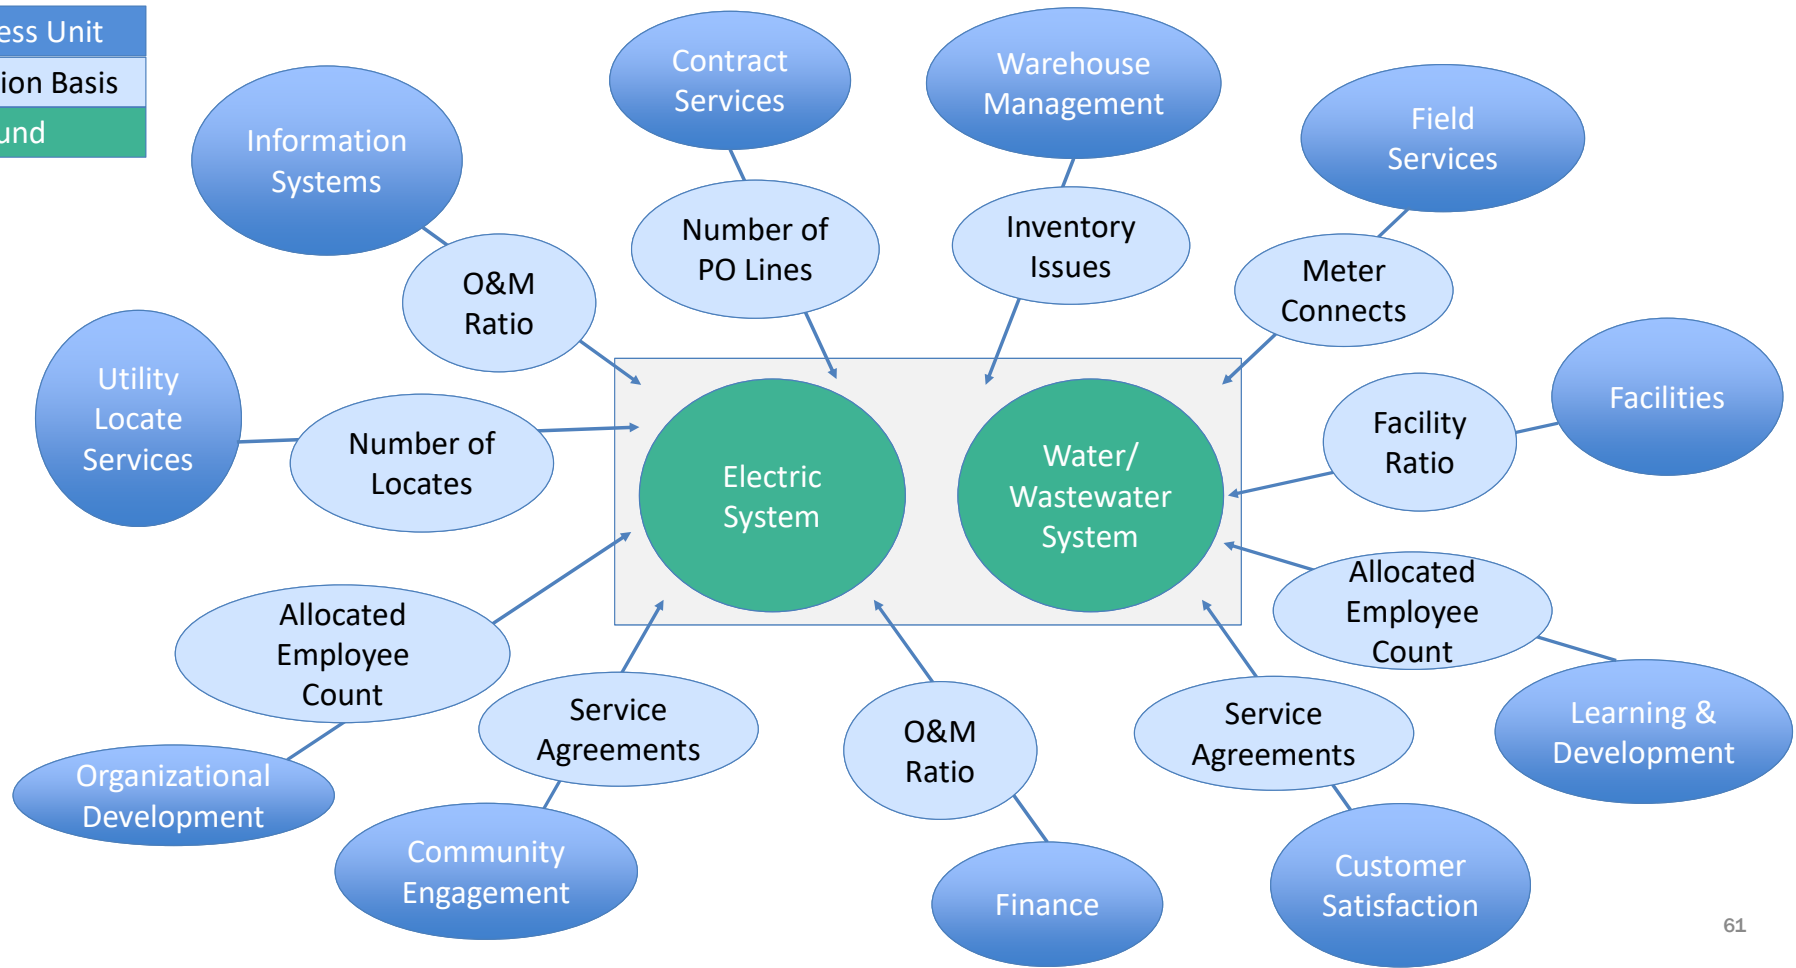 ess Unit
ion Basis
und
Contract
Services
Warehouse
Management
Field
Services
Information
Systems
Number of
PO Lines
Inventory
Issues
Meter
Connects
O&M
Ratio
Utility
Locate
Services
Number of
Locates
Facility
Ratio
Facilities
Electric
System
Water/
Wastewater
System
Allocated
Employee
Count
Allocated
Employee
Count
Service
Agreements
O&M
Ratio
Service
Agreements
Learning &
Development
Organizational
Development
Community
Engagement
Finance
Customer
Satisfaction
61